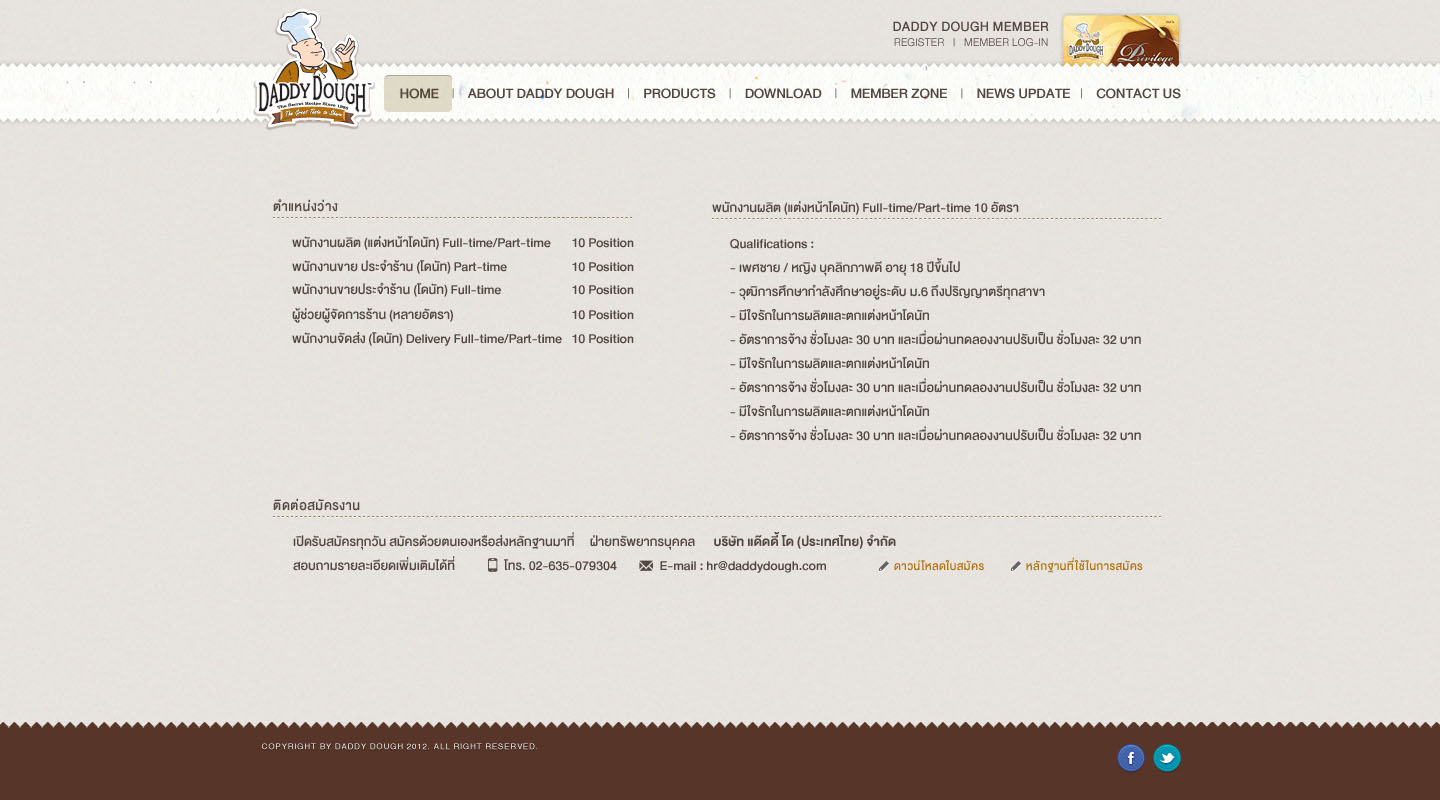 DADDY DOUGH MEMBER
REGISTER | MEMBER LOG-IN
DADDY DOUGH
Privilege
DADDY DOUGH
The Secret Recipe Since 1980
The Great Taste to Share
HOME | ABOUT DADDY DOUGH | PRODUCTS | DOWNLOAD | MEMBER ZONE | NEWS UPDATE | CONTACT US
ตำแหน่งว่าง
พนักงานผลิต (แต่งหน้าโดนัท) Full-time/Part-time 10 Position
พนักงานขาย ประจำร้าน (โดนัท) Part-time 10 Position
พนักงานขายประจำร้าน (โดนัท) Full-time 10 Position
ผู้ช่วยผู้จัดการร้าน (หลายอัตรา) 10 Position
พนักงานจัดส่ง (โดนัท) Delivery Full-time/Part-time 10 Position
พนักงานผลิต (แต่งหน้าโดนัท) Full-time/Part-time 10 อัตรา
Qualifications :
- เพศชาย / หญิง บุคลิกภาพดี อายุ 18 ปีขึ้นไป
- วุฒิการศึกษากำลังศึกษาอยู่ระดับ ม.6 ถึงปริญญาตรีทุกสาขา
- มีใจรักในการผลิตและตกแต่งหน้าโดนัท
- อัตราการจ้าง ชั่วโมงละ 30 บาท และเมื่อผ่านทดลองงานปรับเป็น ชั่วโมงละ 32 บาท
- มีใจรักในการผลิตและตกแต่งหน้าโดนัท
- อัตราการจ้าง ชั่วโมงละ 30 บาท และเมื่อผ่านทดลองงานปรับเป็น ชั่วโมงละ 32 บาท
- มีใจรักในการผลิตและตกแต่งหน้าโดนัท
- อัตราการจ้าง ชั่วโมงละ 30 บาท และเมื่อผ่านทดลองงานปรับเป็น ชั่วโมงละ 32 บาท
ติดต่อสมัครงาน
เปิดรับสมัครทุกวัน สมัครด้วยตนเองหรือส่งหลักฐานมาที่ ฝ่ายทรัพยากรบุคคล บริษัท แด๊ดดี้ โด (ประเทศไทย) จำกัด
สอบถามรายละเอียดเพิ่มเติมได้ที่ โทร. 02-635-079304 E-mail : hr@daddydough.com ดาวน์โหลดใบสมัคร หลักฐานที่ใช้ในการสมัคร
COPYRIGHT BY DADDY DOUGH 2012. ALL RIGHT RESERVED.